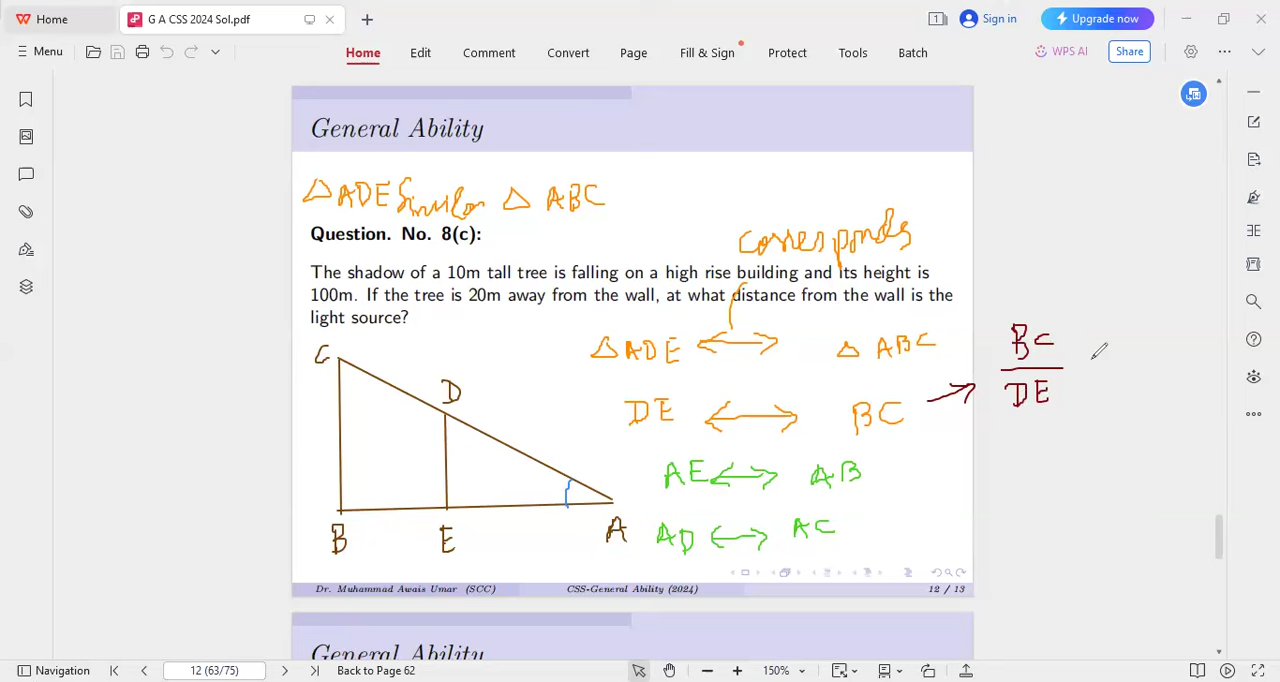 Home
G A CSS 2024 Sol.pdf
1
Sign in
Upgrade now
Menu
Home Edit Comment Convert Page Fill & Sign Protect Tools Batch
WPS AI
Share
General Ability
△ ADE Similar △ ABC
Question. No. 8(c):
corresponds
The shadow of a 10m tall tree is falling on a high rise building and its height is
100m. If the tree is 20m away from the wall, at what distance from the wall is the
light source?
C
D
B
E
A
△ ADE ⟷ △ ABC
DE ⟷ BC → BC/DE
AE ⟷ AB
AD ⟷ AC
Dr. Muhammad Awais Umar (SCC) CSS-General Ability (2024) 12 / 13
General Ability
Navigation
12 (63/75)
Back to Page 62
150%